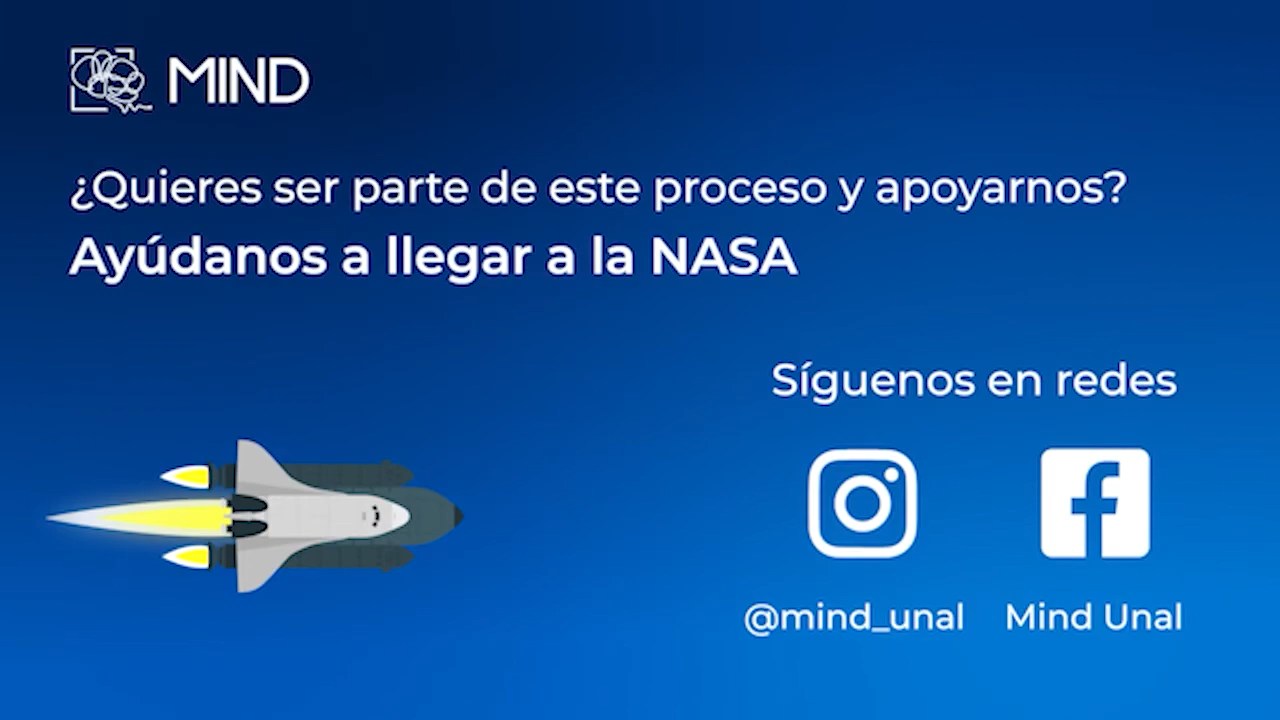 MIND
¿Quieres ser parte de este proceso y apoyarnos?
Ayúdanos a llegar a la NASA
Síguenos en redes
@mind_unal
Mind Unal